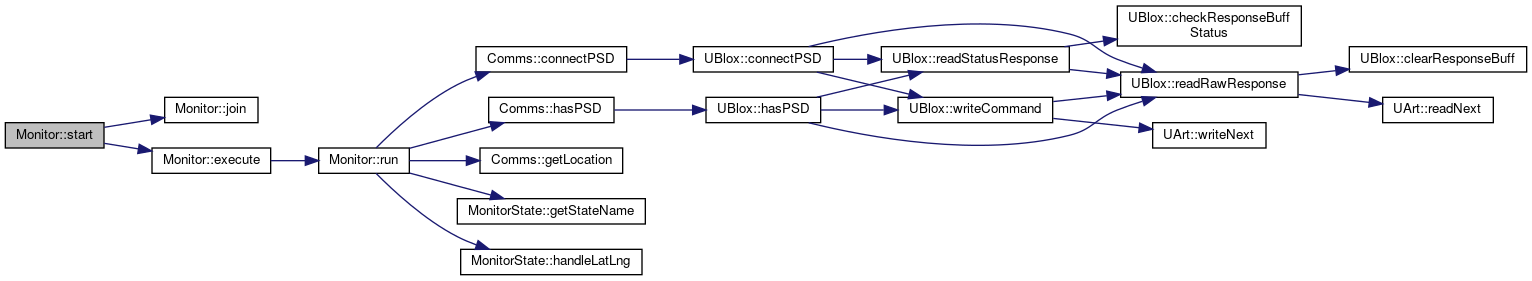 Monitor::start
Monitor::join
Monitor::execute
Monitor::run
Comms::connectPSD
Comms::hasPSD
Comms::getLocation
MonitorState::getStateName
MonitorState::handleLatLng
UBlox::connectPSD
UBlox::hasPSD
UBlox::readStatusResponse
UBlox::writeCommand
UBlox::checkResponseBuff
Status
UBlox::readRawResponse
UArt::writeNext
UBlox::clearResponseBuff
UArt::readNext